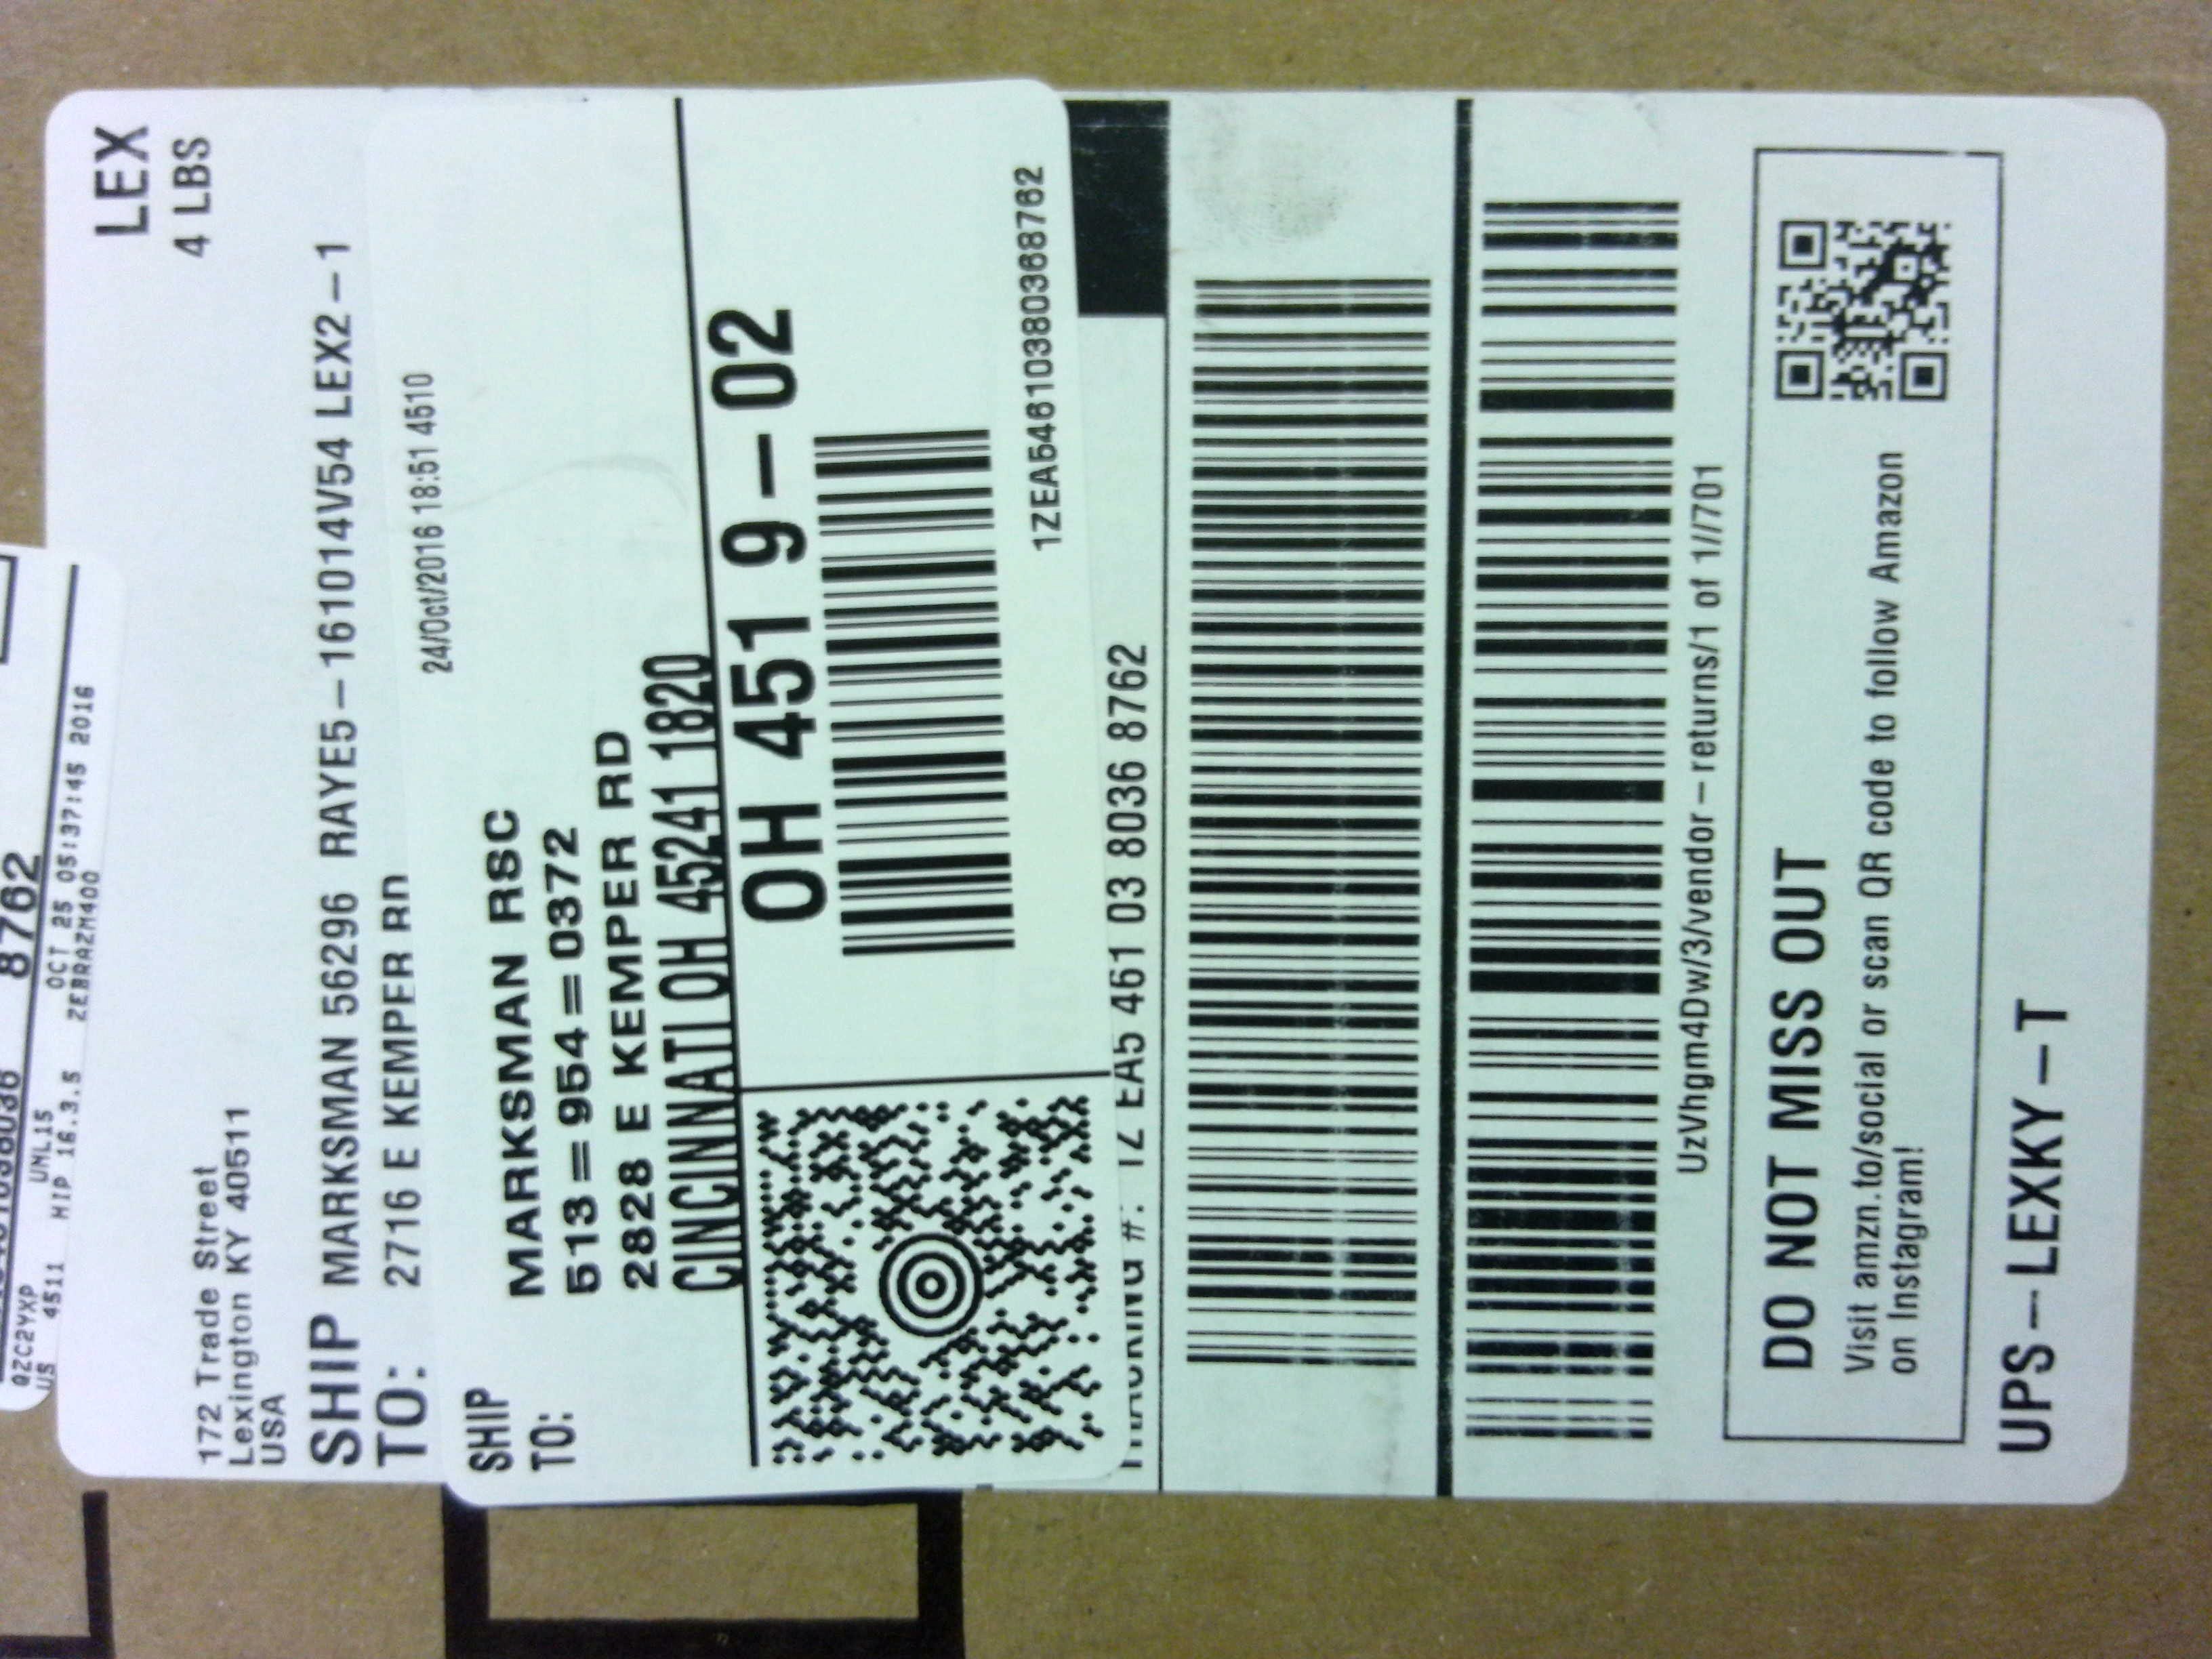 8762
QZC2YXP
US 4511 UNL15 OCT 25 05:37:45 2016
HIP 16.3.5 ZEBRAZM400
LEX
4 LBS
172 Trade Street
Lexington KY 40511
USA
SHIP TO:
MARKSMAN 56296 RAYE5-161014V54 LEX2-1
2716 E KEMPER RD
24/Oct/2016 18:51 4510
SHIP TO:
MARKSMAN RSC
513=954=0372
2828 E KEMPER RD
CINCINNATI OH 45241 1820
OH 451 9-02
1ZEA54610380368762
TRACKING #: 1Z EA5 461 03 8036 8762
UzVhgm4Dw/3/vendor-returns/1 of 1//701
DO NOT MISS OUT
Visit amzn.to/social or scan QR code to follow Amazon
on Instagram!
UPS-LEXKY-T